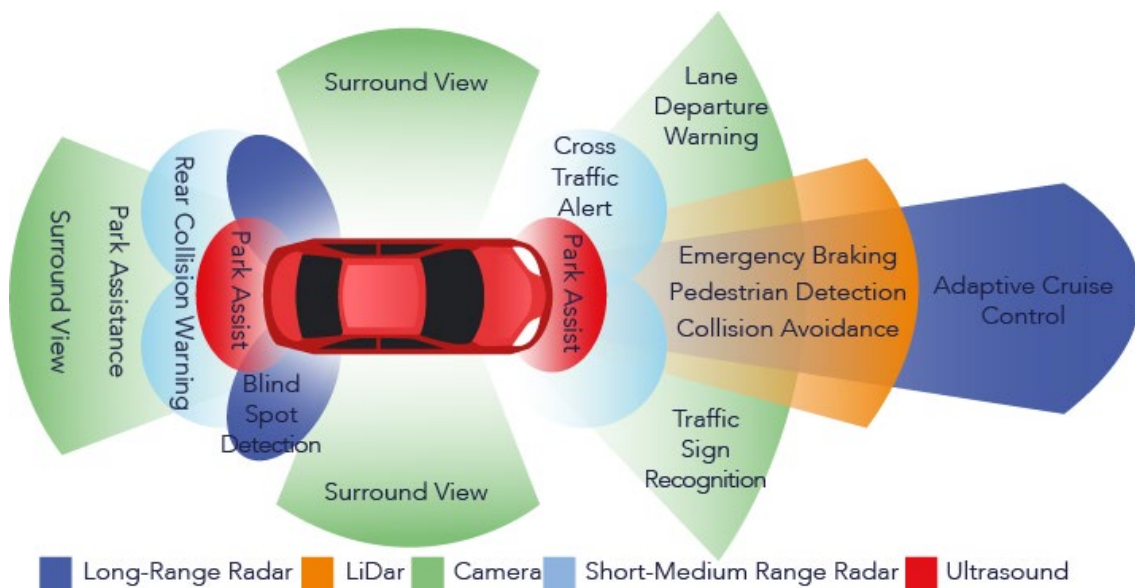 Surround View
Lane
Departure
Warning
Cross
Traffic
Alert
Surround View
Park Assistance
Rear Collision Warning
Park Assist
Park Assist
Emergency Braking
Pedestrian Detection
Collision Avoidance
Adaptive Cruise
Control
Blind
Spot
Detection
Traffic
Sign
Recognition
Surround View
Long-Range Radar
LiDar
Camera
Short-Medium Range Radar
Ultrasound